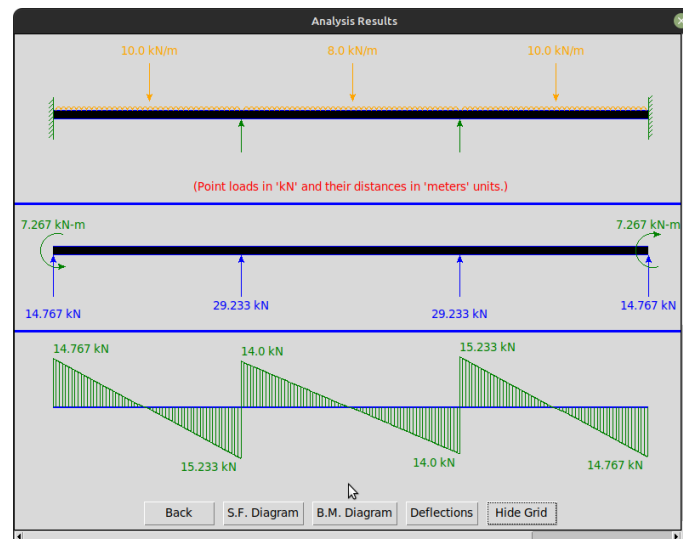 Analysis Results
10.0 kN/m 8.0 kN/m 10.0 kN/m
(Point loads in 'kN' and their distances in 'meters' units.)
7.267 kN-m 7.267 kN-m
14.767 kN 29.233 kN 29.233 kN 14.767 kN
14.767 kN 14.0 kN 15.233 kN
15.233 kN 14.0 kN 14.767 kN
Back S.F. Diagram B.M. Diagram Deflections Hide Grid